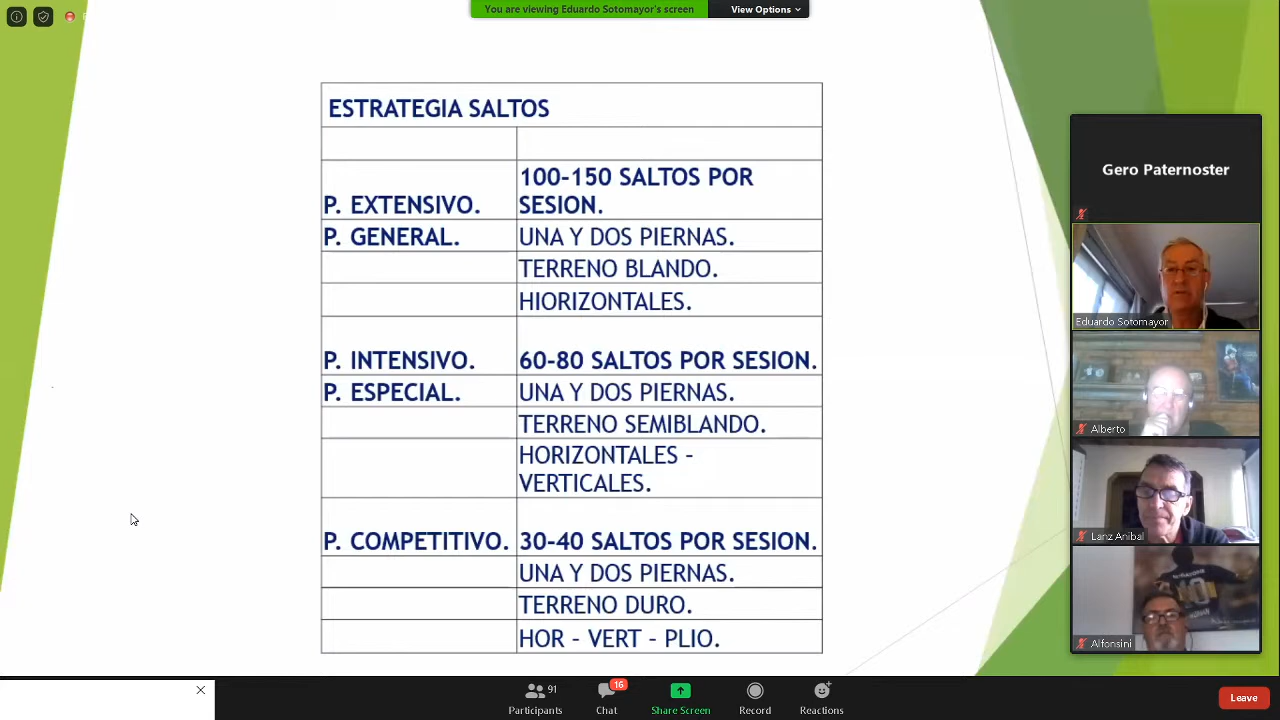 You are viewing Eduardo Sotomayor's screen
View Options
ESTRATEGIA SALTOS
P. EXTENSIVO.
100-150 SALTOS POR
SESION.
P. GENERAL.
UNA Y DOS PIERNAS.
TERRENO BLANDO.
HIORIZONTALES.
P. INTENSIVO.
60-80 SALTOS POR SESION.
P. ESPECIAL.
UNA Y DOS PIERNAS.
TERRENO SEMIBLANDO.
HORIZONTALES -
VERTICALES.
P. COMPETITIVO.
30-40 SALTOS POR SESION.
UNA Y DOS PIERNAS.
TERRENO DURO.
HOR - VERT - PLIO.
Gero Paternoster
Eduardo Sotomayor
Alberto
Lanz Anibal
Alfonsini
10
91
Participants
16
Chat
Share Screen
Record
Reactions
Leave